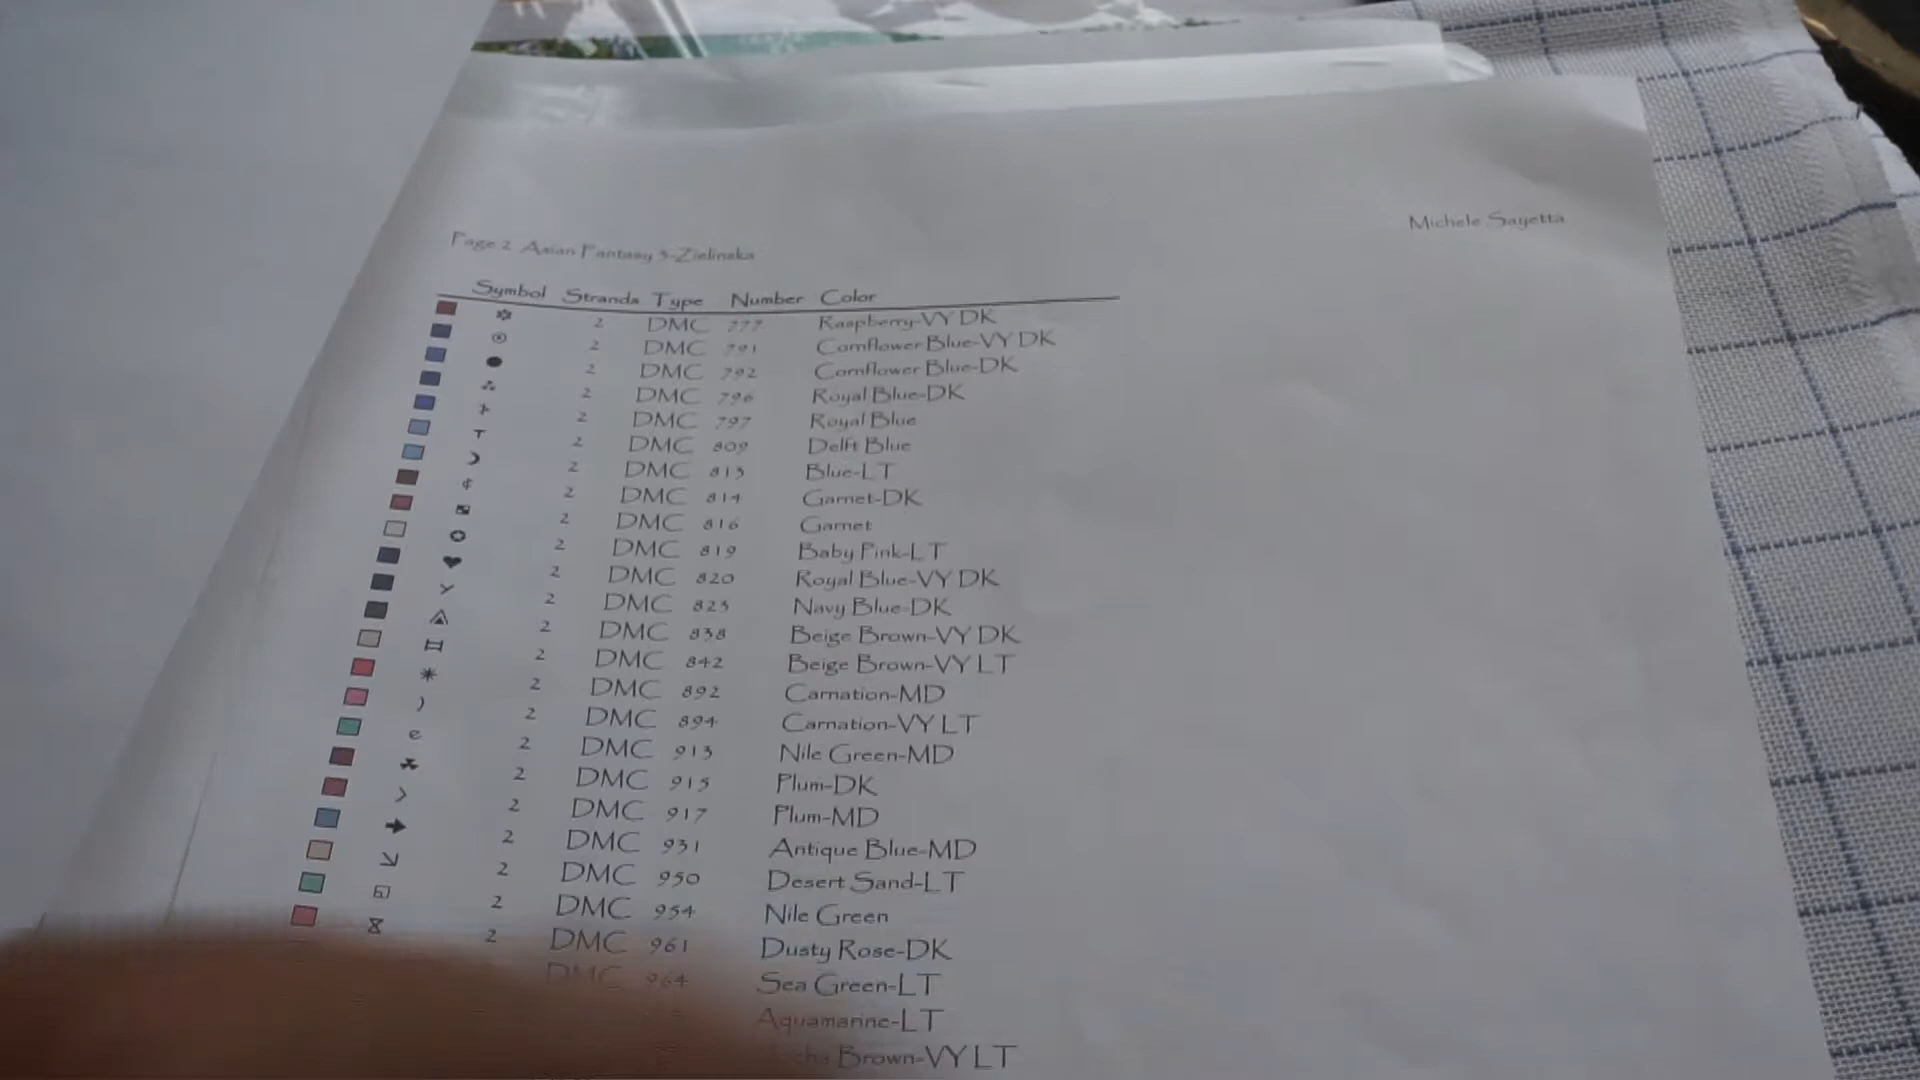 Michele Sayetta
Page 2 Asian Fantasy 3-Zielinska
Symbol Strands Type Number Color
2 DMC 777 Raspberry-VY DK
2 DMC 791 Cornflower Blue-VY DK
2 DMC 792 Cornflower Blue-DK
2 DMC 796 Royal Blue-DK
2 DMC 797 Royal Blue
T 2 DMC 809 Delft Blue
2 DMC 813 Blue-LT
¢ 2 DMC 814 Garnet-DK
2 DMC 816 Garnet
✪ 2 DMC 819 Baby Pink-LT
♥ 2 DMC 820 Royal Blue-VY DK
Y 2 DMC 823 Navy Blue-DK
2 DMC 838 Beige Brown-VY DK
2 DMC 842 Beige Brown-VY LT
✳ 2 DMC 892 Carnation-MD
) 2 DMC 894 Carnation-VY LT
e 2 DMC 913 Nile Green-MD
2 DMC 915 Plum-DK
> 2 DMC 917 Plum-MD
➔ 2 DMC 931 Antique Blue-MD
2 DMC 950 Desert Sand-LT
2 DMC 954 Nile Green
2 DMC 961 Dusty Rose-DK
DMC 964 Sea Green-LT
Aquamarine-LT
Brown-VY LT